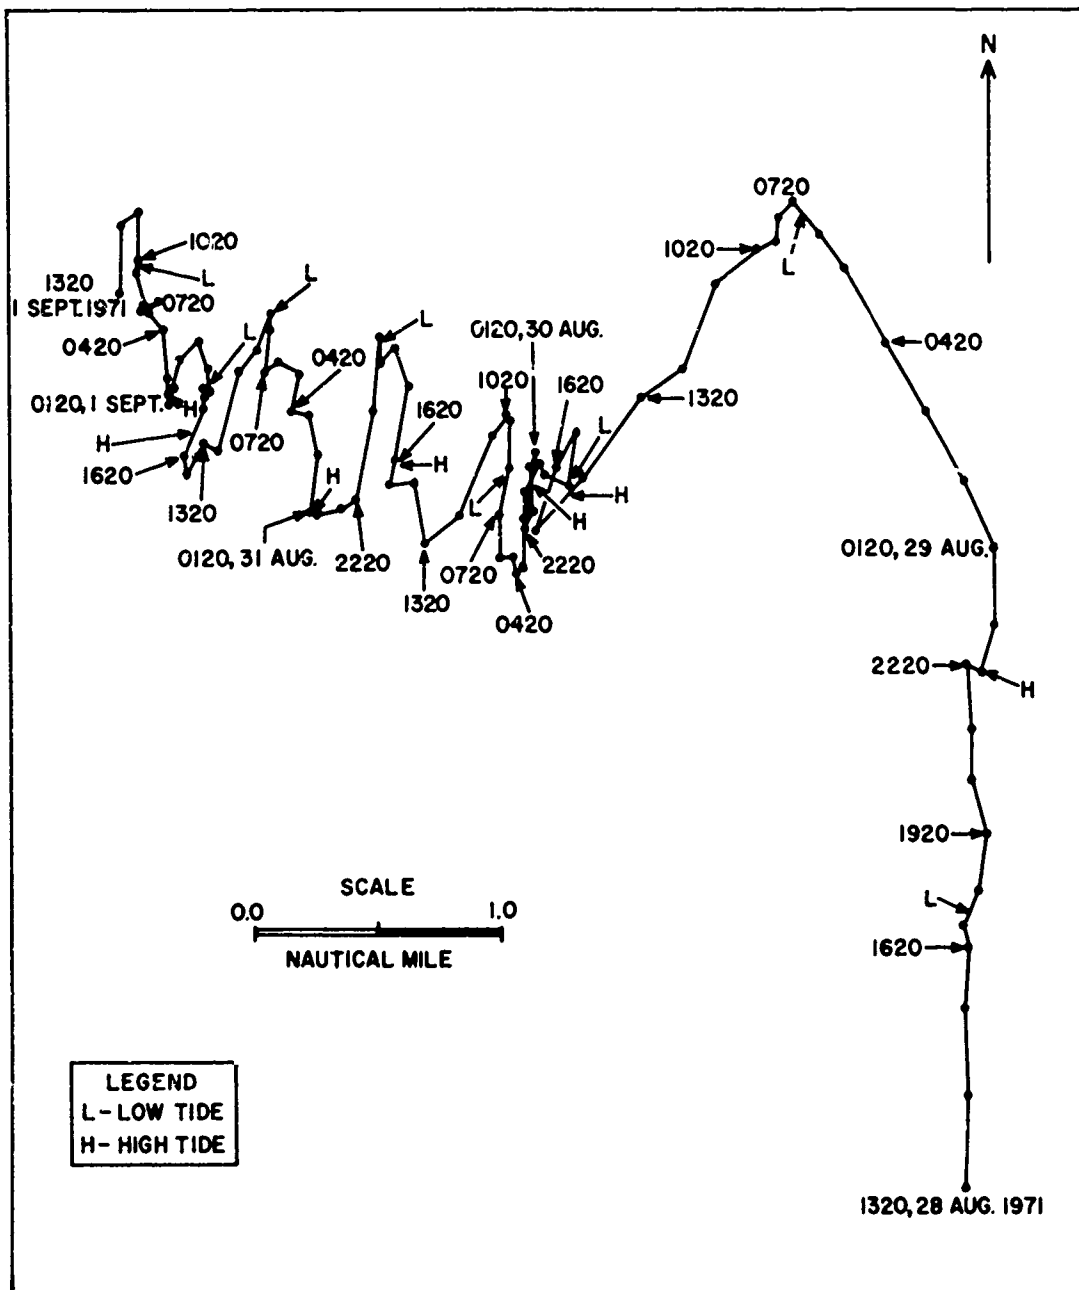 N
0720
1020
L
1320
1 SEPT. 1971
1020
L
0720
0420
L
L
L
0120, 30 AUG.
L
0420
0120, 1 SEPT.
H
0420
1020
1620
1320
L
H
1620
0720
1620
H
H
L
H
H
1320
0120, 31 AUG.
2220
1320
0720
2220
0420
0120, 29 AUG.
2220
H
1920
L
1620
SCALE
0.0 1.0
NAUTICAL MILE
LEGEND
L-LOW TIDE
H-HIGH TIDE
1320, 28 AUG. 1971